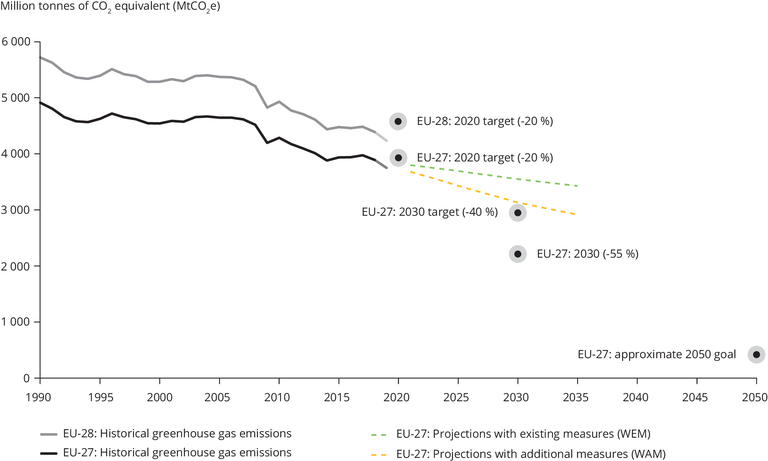 Million tonnes of CO2 equivalent (MtCO2e)
6 000
5 000
EU-28: 2020 target (-20 %)
4 000
EU-27: 2020 target (-20 %)
3 000
EU-27: 2030 target (-40 %)
EU-27: 2030 (-55 %)
2 000
1 000
EU-27: approximate 2050 goal
0
1990 1995 2000 2005 2010 2015 2020 2025 2030 2035 2040 2045 2050
EU-28: Historical greenhouse gas emissions
EU-27: Projections with existing measures (WEM)
EU-27: Historical greenhouse gas emissions
EU-27: Projections with additional measures (WAM)